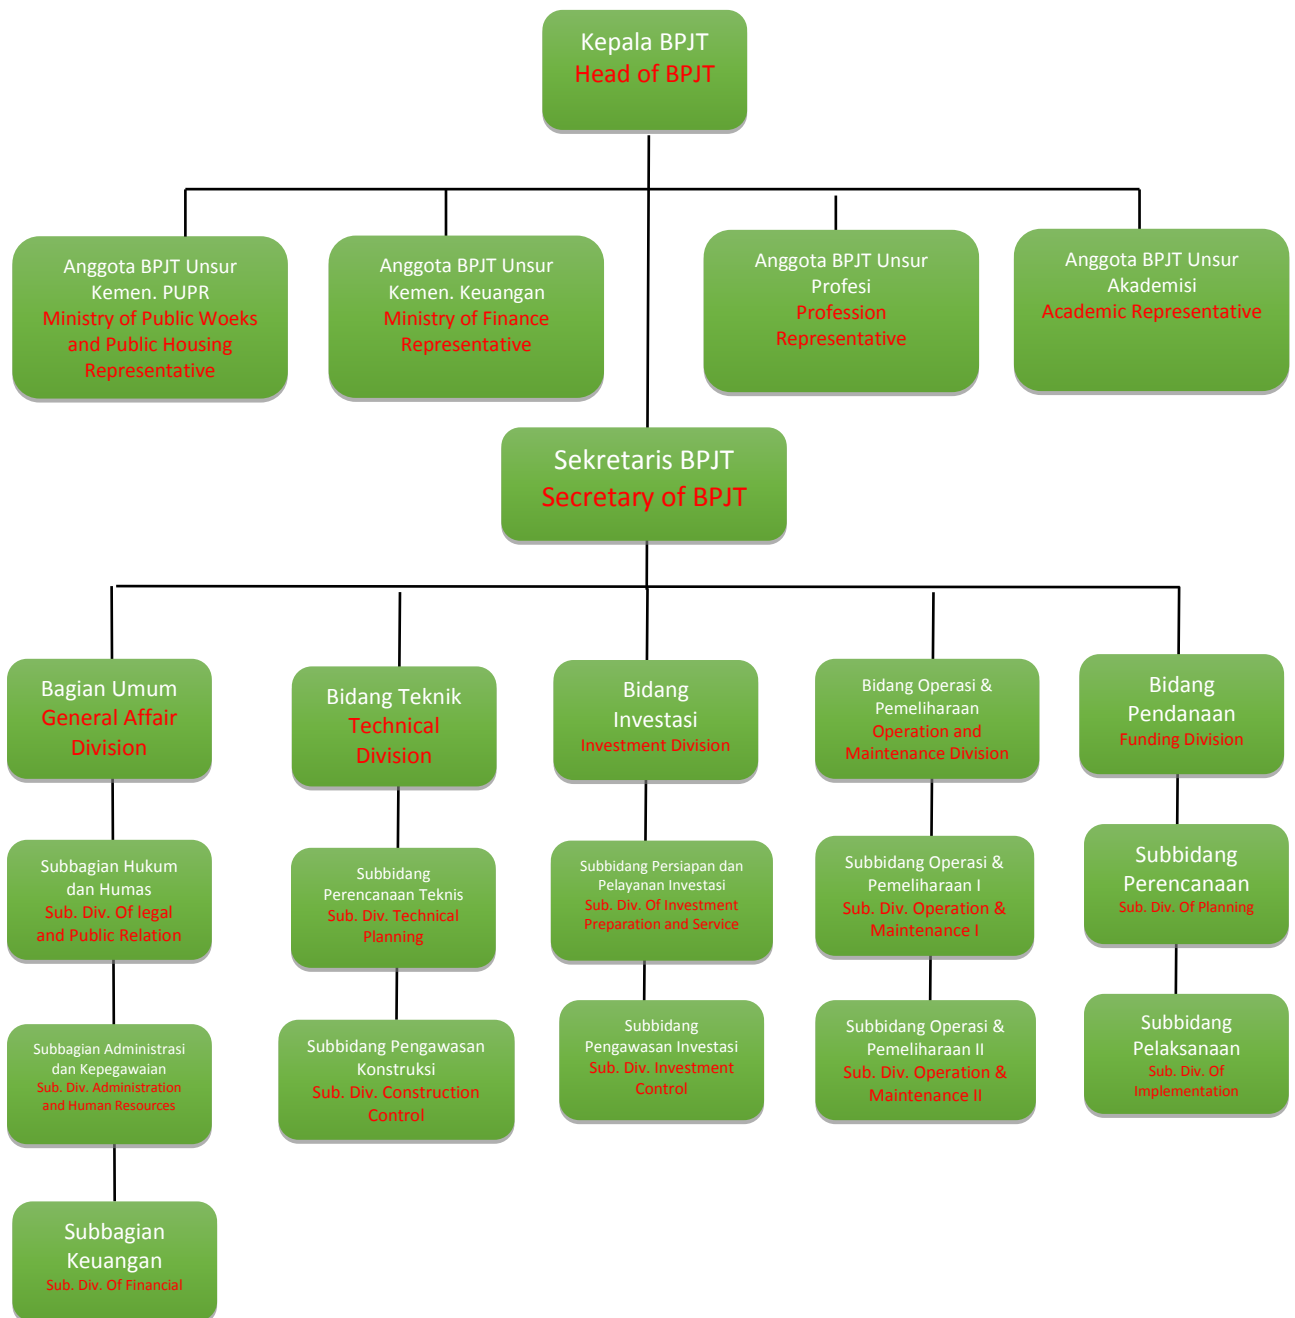 Kepala BPJT
Head of BPJT
Anggota BPJT Unsur
Kemen. PUPR
Ministry of Public Woeks
and Public Housing
Representative
Anggota BPJT Unsur
Kemen. Keuangan
Ministry of Finance
Representative
Anggota BPJT Unsur
Profesi
Profession
Representative
Anggota BPJT Unsur
Akademisi
Academic Representative
Sekretaris BPJT
Secretary of BPJT
Bagian Umum
General Affair
Division
Bidang Teknik
Technical
Division
Bidang
Investasi
Investment Division
Bidang Operasi &
Pemeliharaan
Operation and
Maintenance Division
Bidang
Pendanaan
Funding Division
Subbagian Hukum
dan Humas
Sub. Div. Of legal
and Public Relation
Subbidang
Perencanaan Teknis
Sub. Div. Technical
Planning
Subbidang Persiapan dan
Pelayanan Investasi
Sub. Div. Of Investment
Preparation and Service
Subbidang Operasi &
Pemeliharaan I
Sub. Div. Operation &
Maintenance I
Subbidang
Perencanaan
Sub. Div. Of Planning
Subbagian Administrasi
dan Kepegawaian
Sub. Div. Administration
and Human Resources
Subbidang Pengawasan
Konstruksi
Sub. Div. Construction
Control
Subbidang
Pengawasan Investasi
Sub. Div. Investment
Control
Subbidang Operasi &
Pemeliharaan II
Sub. Div. Operation &
Maintenance II
Subbidang
Pelaksanaan
Sub. Div. Of
Implementation
Subbagian
Keuangan
Sub. Div. Of Financial